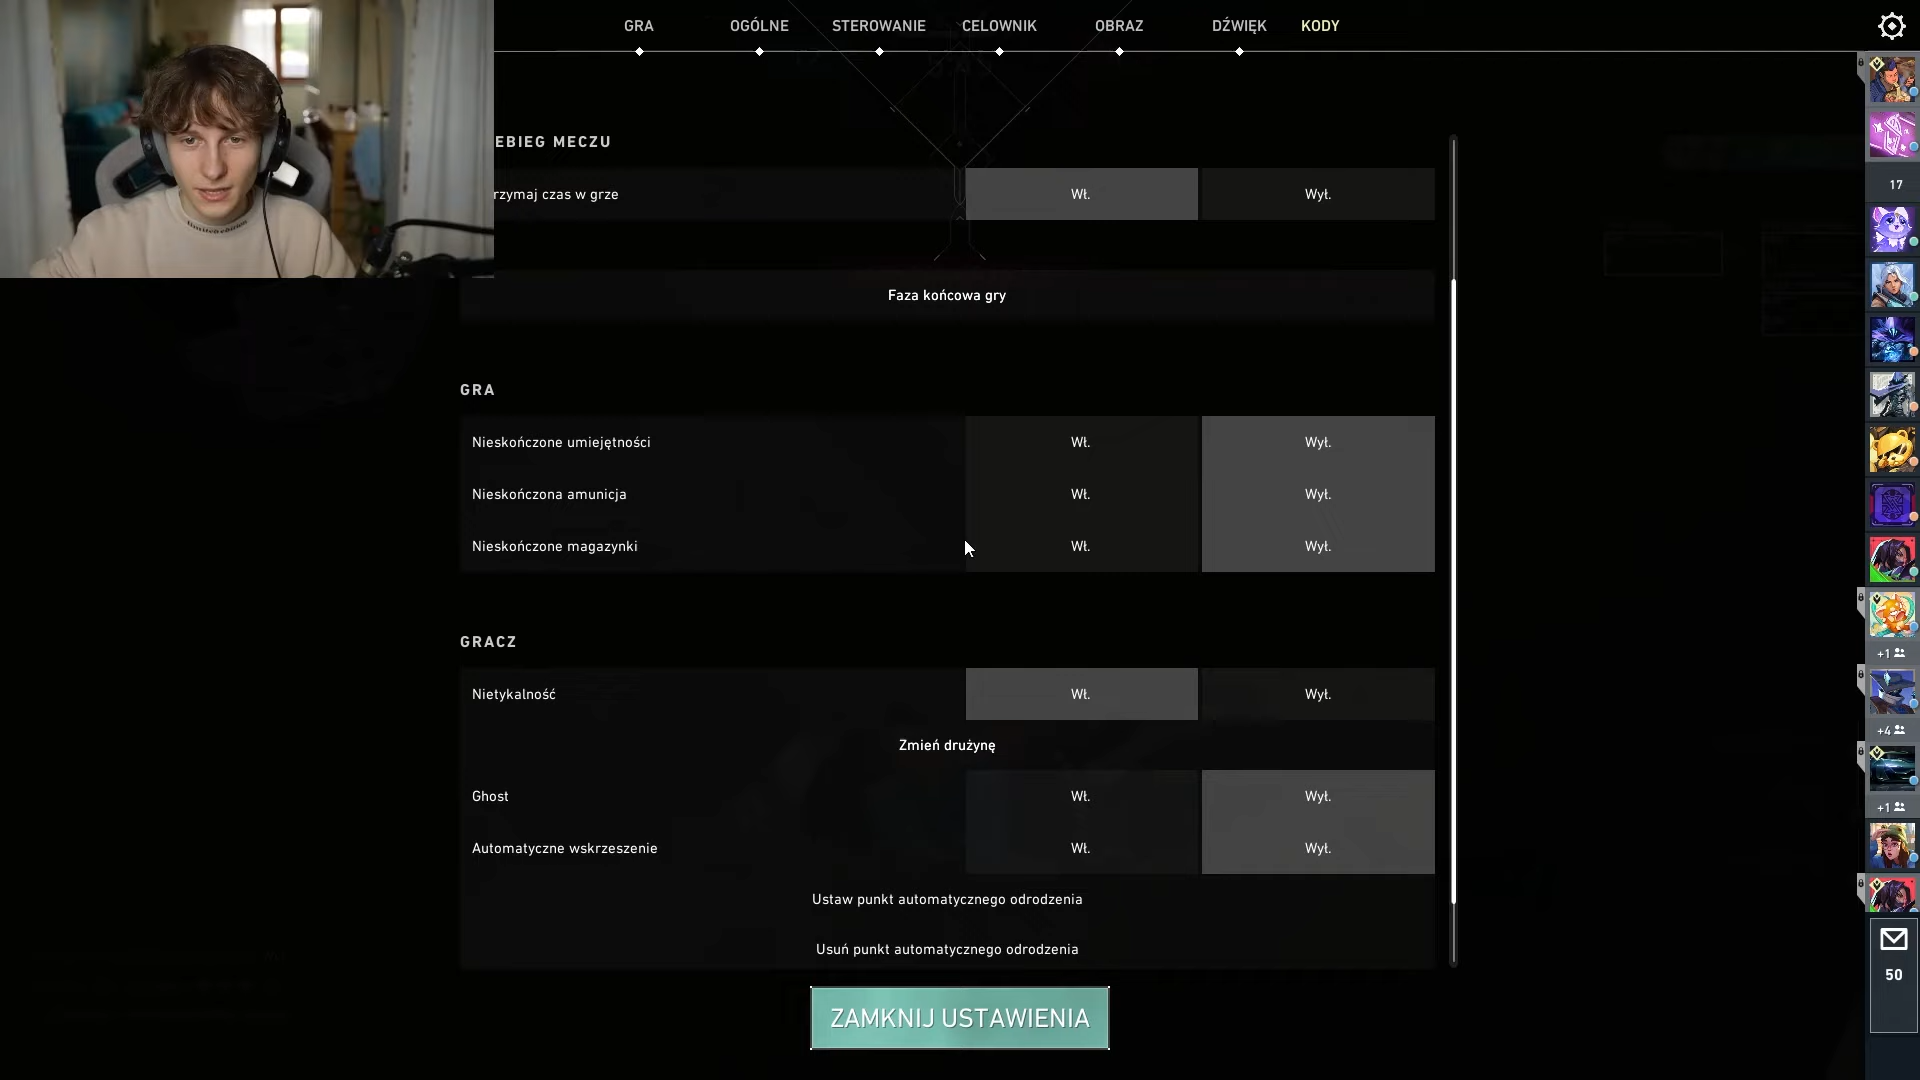 GRA OGÓLNE STEROWANIE CELOWNIK OBRAZ DŹWIĘK KODY
EBIEG MECZU
rzymaj czas w grze Wł. Wył.
Faza końcowa gry
GRA
Nieskończone umiejętności Wł. Wył.
Nieskończona amunicja Wł. Wył.
Nieskończone magazynki Wł. Wył.
GRACZ
Nietykalność Wł. Wył.
Zmień drużynę
Ghost Wł. Wył.
Automatyczne wskrzeszenie Wł. Wył.
Ustaw punkt automatycznego odrodzenia
Usuń punkt automatycznego odrodzenia
ZAMKNIJ USTAWIENIA
17
+1
+4
+1
50